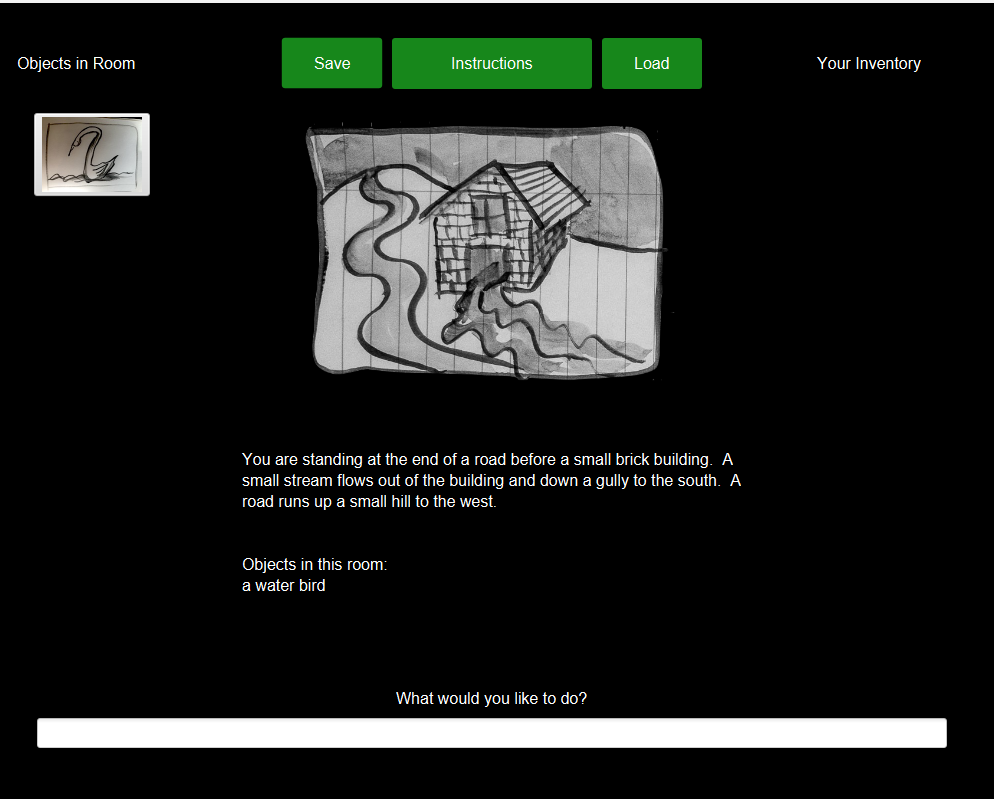 Objects in Room
Save
Instructions
Load
Your Inventory
You are standing at the end of a road before a small brick building.  A
small stream flows out of the building and down a gully to the south.  A
road runs up a small hill to the west.
Objects in this room:
a water bird
What would you like to do?